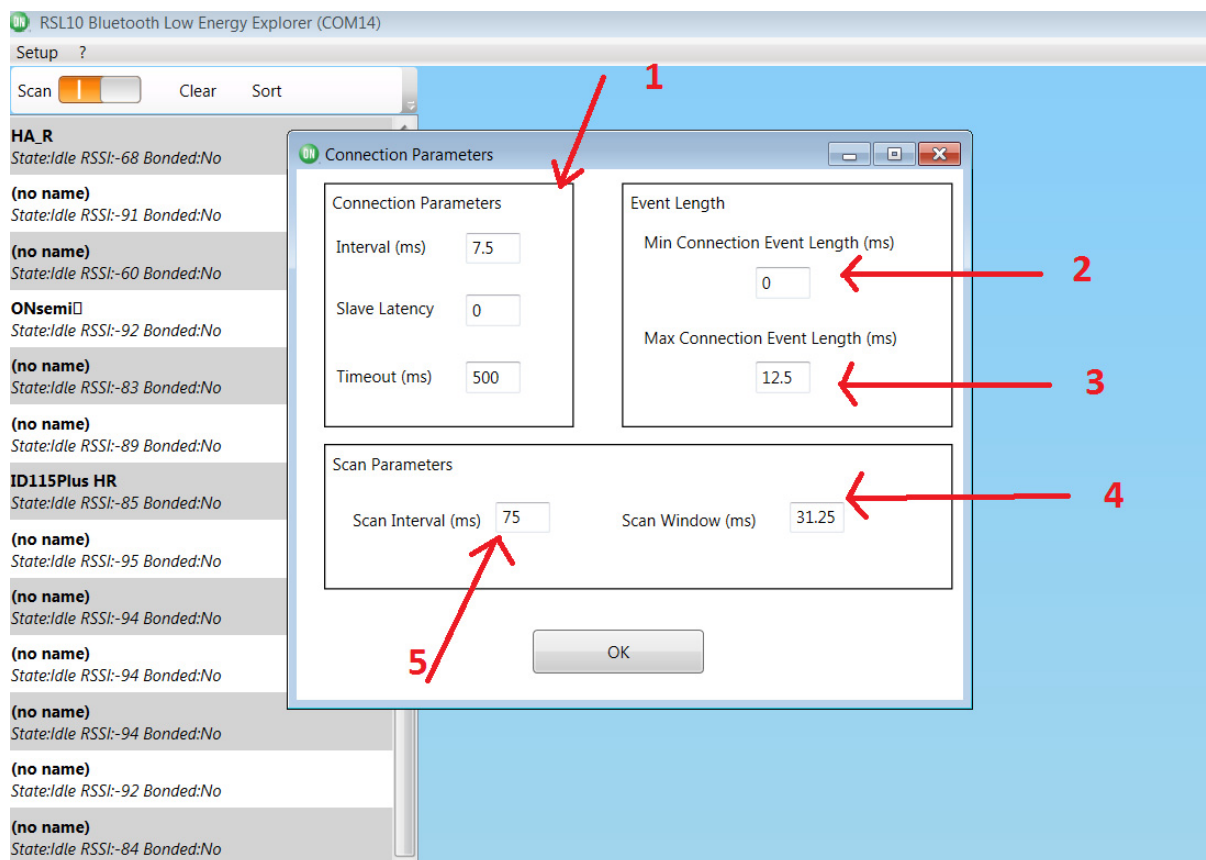 ON RSL10 Bluetooth Low Energy Explorer (COM14)
Setup ?
Scan Clear Sort
HA_R
State:Idle RSSI:-68 Bonded:No
(no name)
State:Idle RSSI:-91 Bonded:No
(no name)
State:Idle RSSI:-60 Bonded:No
ONsemi▯
State:Idle RSSI:-92 Bonded:No
(no name)
State:Idle RSSI:-83 Bonded:No
(no name)
State:Idle RSSI:-89 Bonded:No
ID115Plus HR
State:Idle RSSI:-85 Bonded:No
(no name)
State:Idle RSSI:-95 Bonded:No
(no name)
State:Idle RSSI:-94 Bonded:No
(no name)
State:Idle RSSI:-94 Bonded:No
(no name)
State:Idle RSSI:-94 Bonded:No
(no name)
State:Idle RSSI:-92 Bonded:No
(no name)
State:Idle RSSI:-84 Bonded:No
ON Connection Parameters
Connection Parameters
Interval (ms) 7.5
Slave Latency 0
Timeout (ms) 500
Event Length
Min Connection Event Length (ms)
0
Max Connection Event Length (ms)
12.5
Scan Parameters
Scan Interval (ms) 75 Scan Window (ms) 31.25
OK
1
2
3
4
5